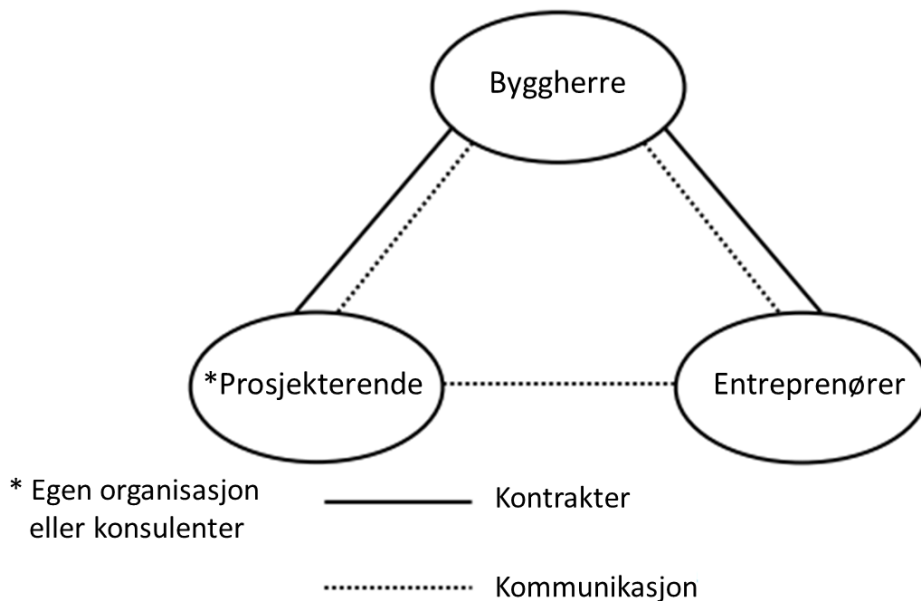 Byggherre
*Prosjekterende
Entreprenører
* Egen organisasjon
eller konsulenter
Kontrakter
Kommunikasjon